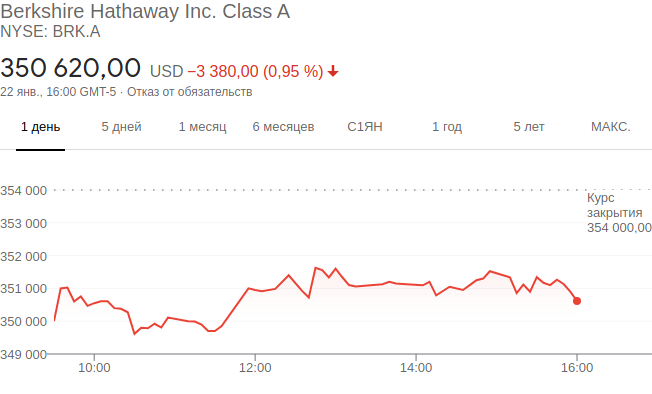 Berkshire Hathaway Inc. Class A
NYSE: BRK.A
350 620,00 USD −3 380,00 (0,95 %)
22 янв., 16:00 GMT-5 · Отказ от обязательств
1 день 5 дней 1 месяц 6 месяцев С1ЯН 1 год 5 лет МАКС.
354 000
Курс
закрытия
354 000,00
353 000
352 000
351 000
350 000
349 000
10:00 12:00 14:00 16:00